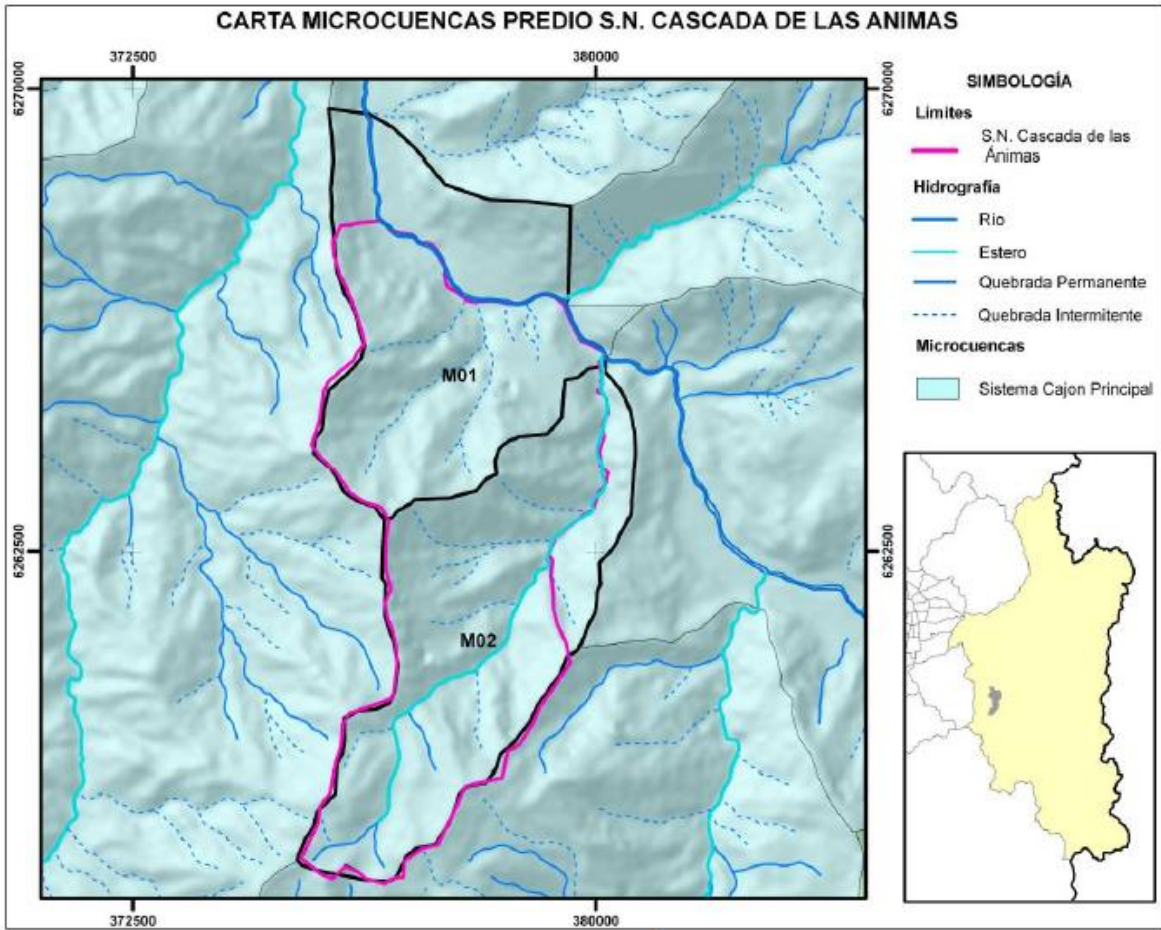 CARTA MICROCUENCAS PREDIO S.N. CASCADA DE LAS ANIMAS
372500
380000
6270000
6270000
M01
6262500
6262500
M02
372500
380000
SIMBOLOGÍA
Limites
S.N. Cascada de las
Ánimas
Hidrografía
Rio
Estero
Quebrada Permanente
Quebrada Intermitente
Microcuencas
Sistema Cajon Principal